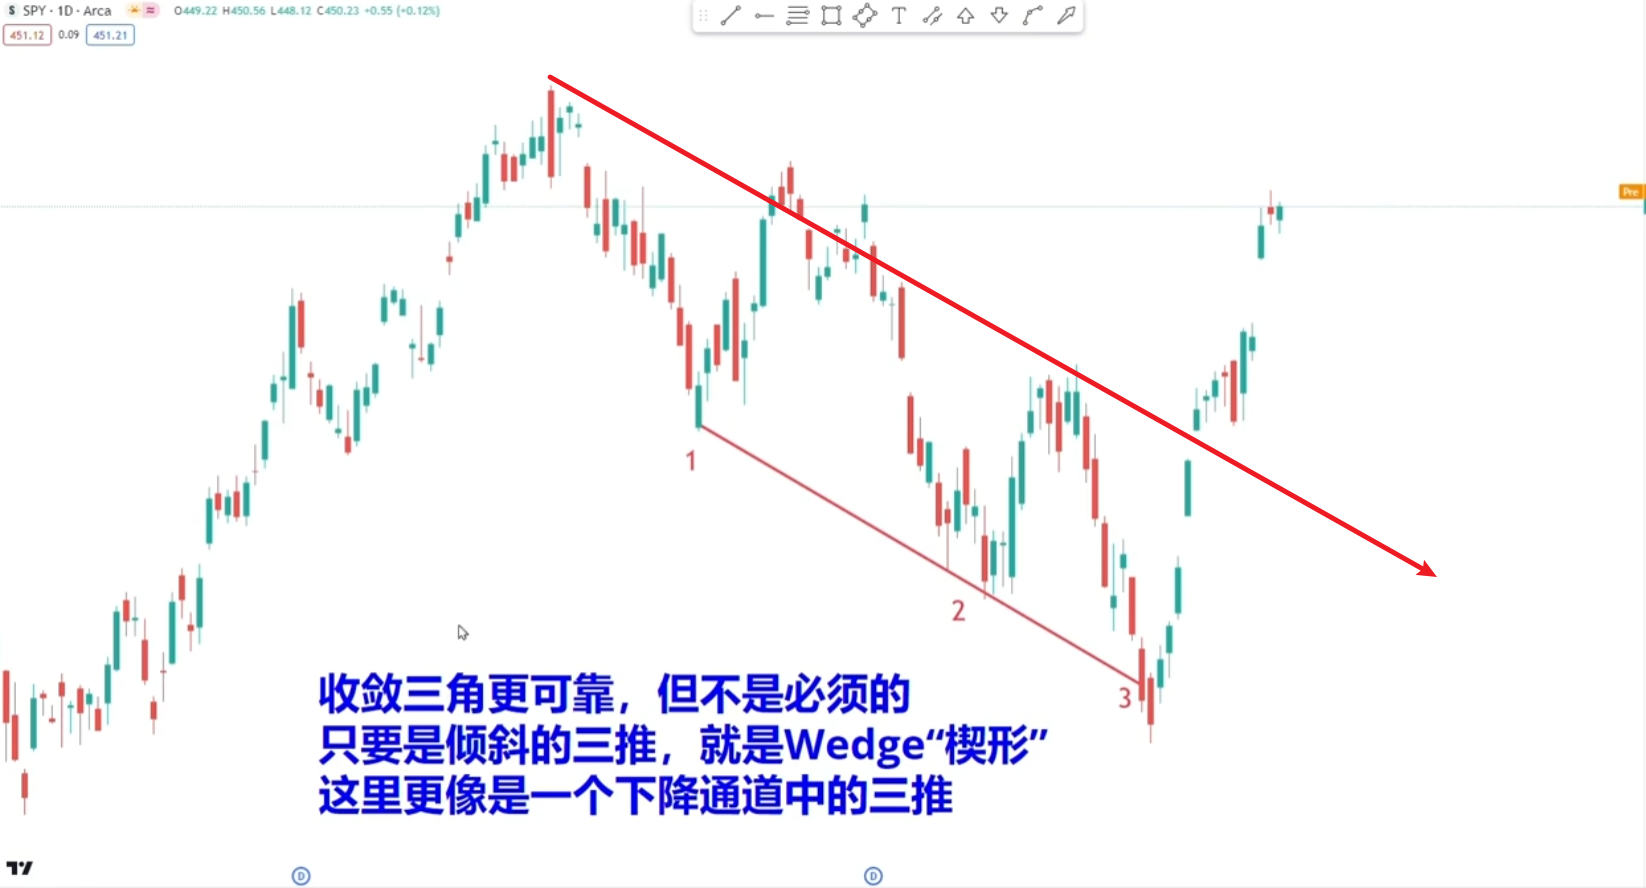 S SPY · 1D · Arca O449.22 H450.56 L448.12 C450.23 +0.55 (+0.12%)
451.12 0.09 451.21
T
Pre
1
2
3
收敛三角更可靠，但不是必须的
只要是倾斜的三推，就是Wedge“楔形”
这里更像是一个下降通道中的三推
D D